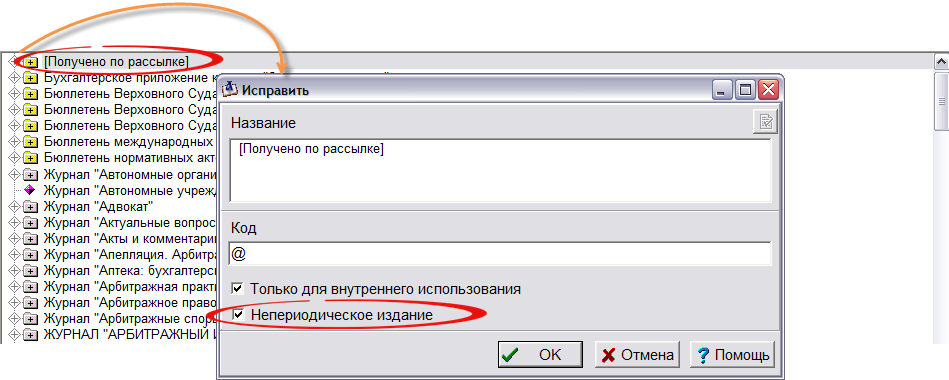 [Получено по рассылке]
Бухгалтерское приложение к
Бюллетень Верховного Суда
Бюллетень Верховного Суда
Бюллетень Верховного Суда
Бюллетень международных
Бюллетень нормативных акт
Журнал "Автономные органи
Журнал "Автономные учрежд
Журнал "Адвокат"
Журнал "Актуальные вопрос
Журнал "Акты и комментари
Журнал "Апелляция. Арбитра
Журнал "Аптека: бухгалтерс
Журнал "Арбитражная практ
Журнал "Арбитражное право
Журнал "Арбитражные спор
ЖУРНАЛ "АРБИТРАЖНЫЙ И
Исправить
Название
[Получено по рассылке]
Код
@
Только для внутреннего использования
Непериодическое издание
OK
Отмена
? Помощь